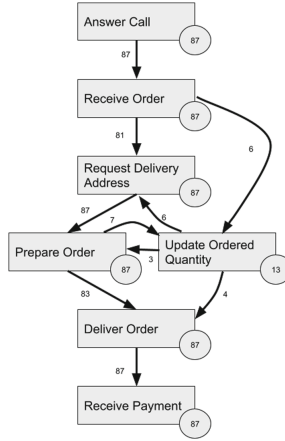 Answer Call
87
87
Receive Order
87
81
6
Request Delivery
Address
87
87
7
6
Prepare Order
87
3
Update Ordered
Quantity
13
83
4
Deliver Order
87
87
Receive Payment
87